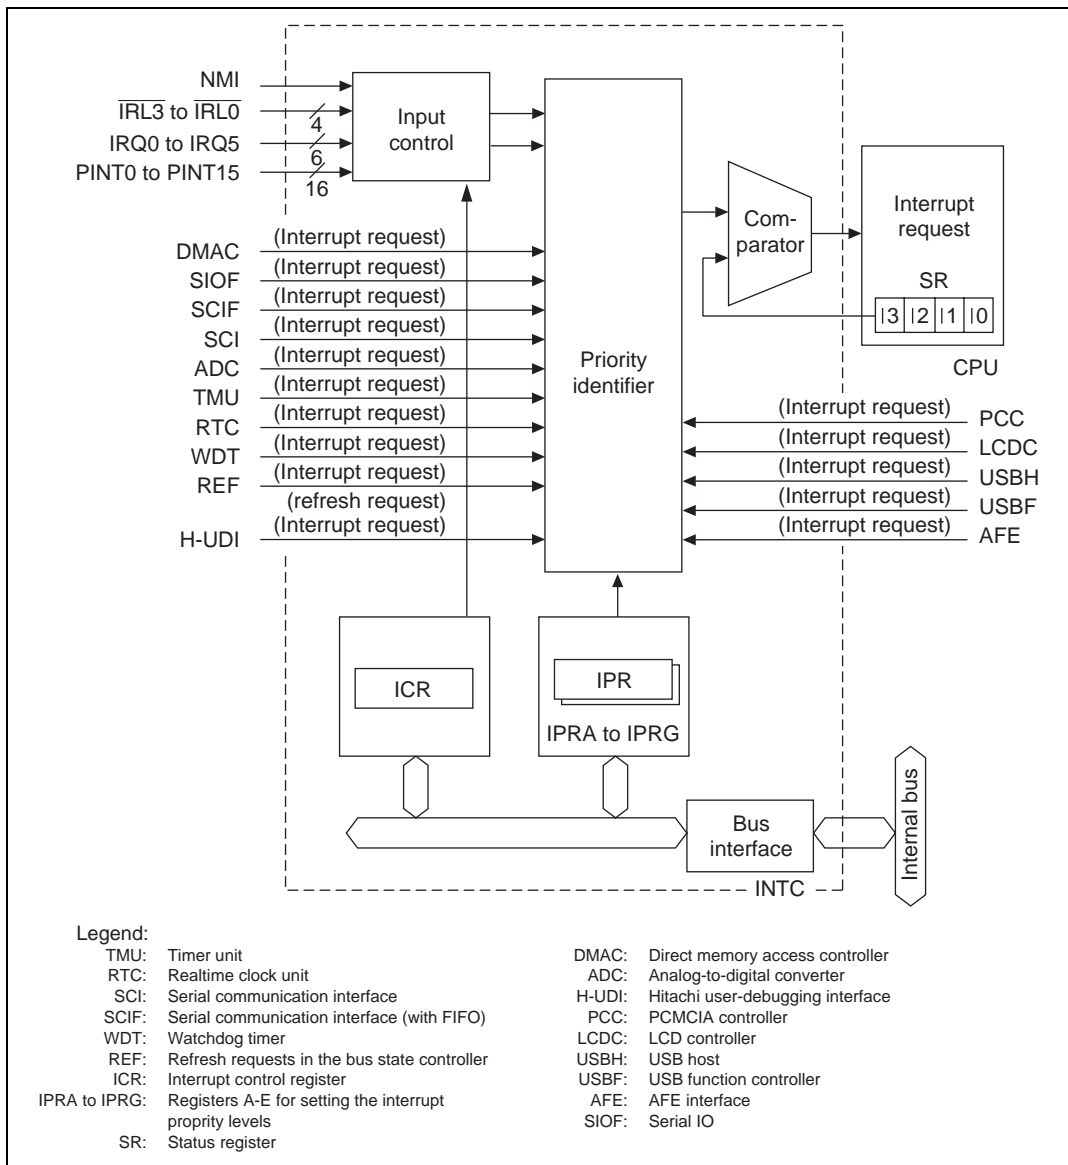 NMI
IRL3 to IRL0
4
IRQ0 to IRQ5
6
PINT0 to PINT15
16
Input
control
DMAC (Interrupt request)
SIOF (Interrupt request)
SCIF (Interrupt request)
SCI (Interrupt request)
ADC (Interrupt request)
TMU (Interrupt request)
RTC (Interrupt request)
WDT (Interrupt request)
REF (Interrupt request)
(refresh request)
H-UDI (Interrupt request)
Priority
identifier
Com-
parator
Interrupt
request
SR
I3 I2 I1 I0
CPU
(Interrupt request) PCC
(Interrupt request) LCDC
(Interrupt request) USBH
(Interrupt request) USBF
(Interrupt request) AFE
ICR
IPR
IPRA to IPRG
Bus
interface
INTC
Internal bus
Legend:
TMU: Timer unit
RTC: Realtime clock unit
SCI: Serial communication interface
SCIF: Serial communication interface (with FIFO)
WDT: Watchdog timer
REF: Refresh requests in the bus state controller
ICR: Interrupt control register
IPRA to IPRG: Registers A-E for setting the interrupt
proprity levels
SR: Status register
DMAC: Direct memory access controller
ADC: Analog-to-digital converter
H-UDI: Hitachi user-debugging interface
PCC: PCMCIA controller
LCDC: LCD controller
USBH: USB host
USBF: USB function controller
AFE: AFE interface
SIOF: Serial IO